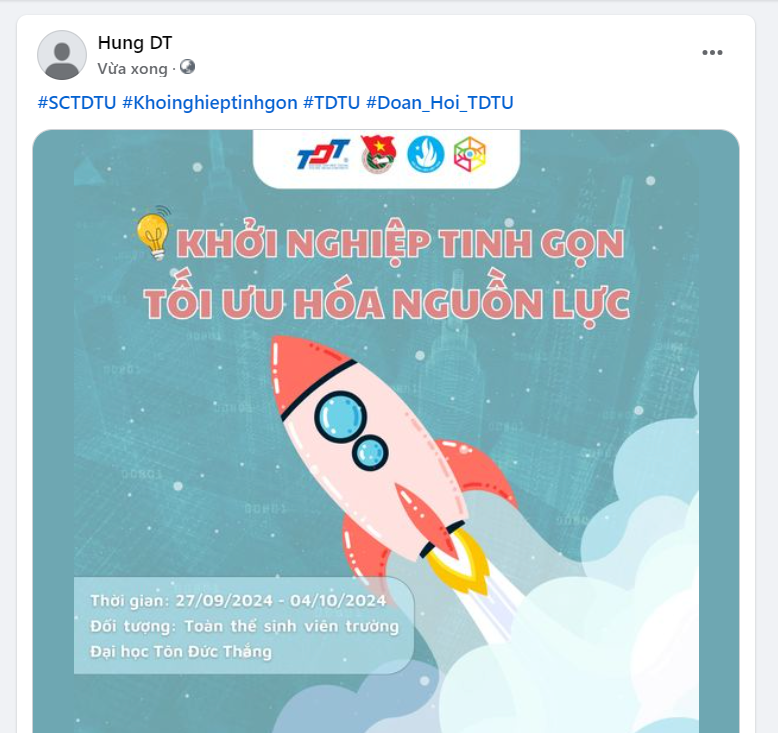 Hung DT
Vừa xong ·
#SCTDTU #Khoinghieptinhgon #TDTU #Doan_Hoi_TDTU
TDT
KHỞI NGHIỆP TINH GỌN
TỐI ƯU HÓA NGUỒN LỰC
Thời gian: 27/09/2024 - 04/10/2024
Đối tượng: Toàn thể sinh viên trường
Đại học Tôn Đức Thắng